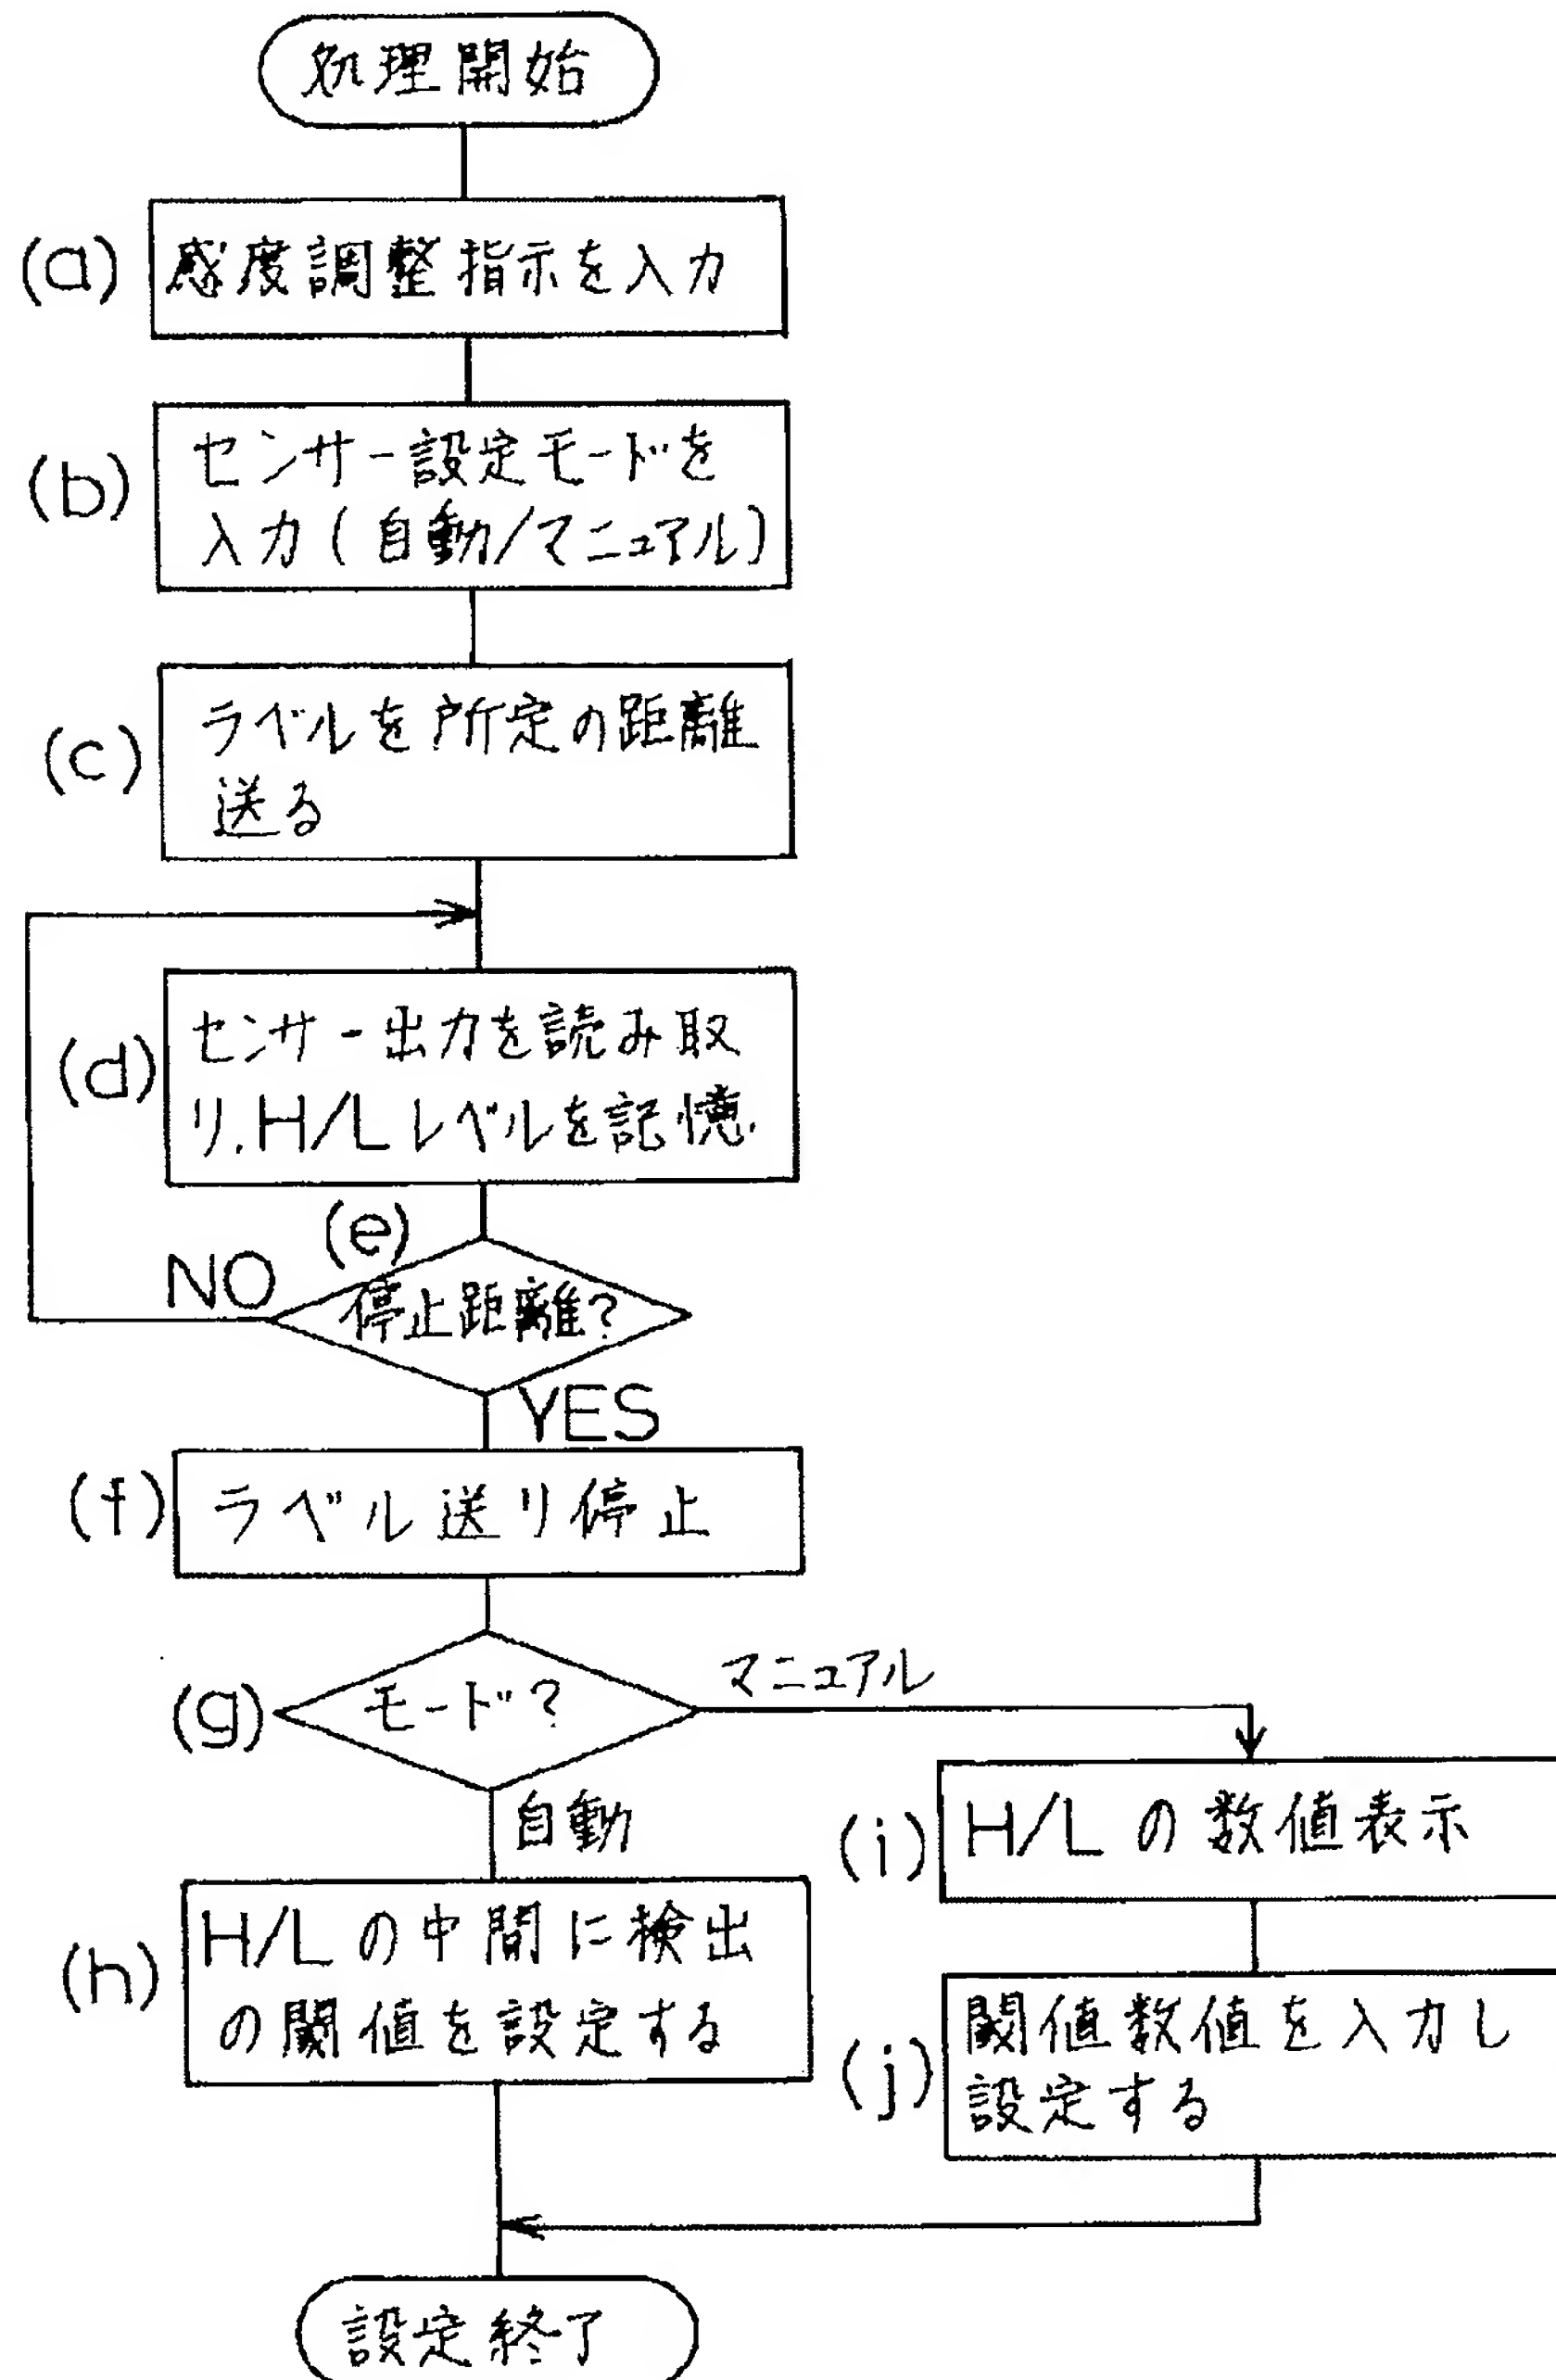 処理開始
(a) 感度調整指示を入力
(b) センサー設定モードを
入力(自動/マニュアル)
(c) ラベルを所定の距離
送る
(d) センサー出力を読み取
り.H/Lレベルを記憶.
(e)
NO
停止距離?
YES
(f) ラベル送り停止
(g) モード?
マニュアル
自動
(h) H/Lの中間に検出
の閾値を設定する
(i) H/Lの数値表示
(j) 閾値数値を入力し
設定する
設定終了